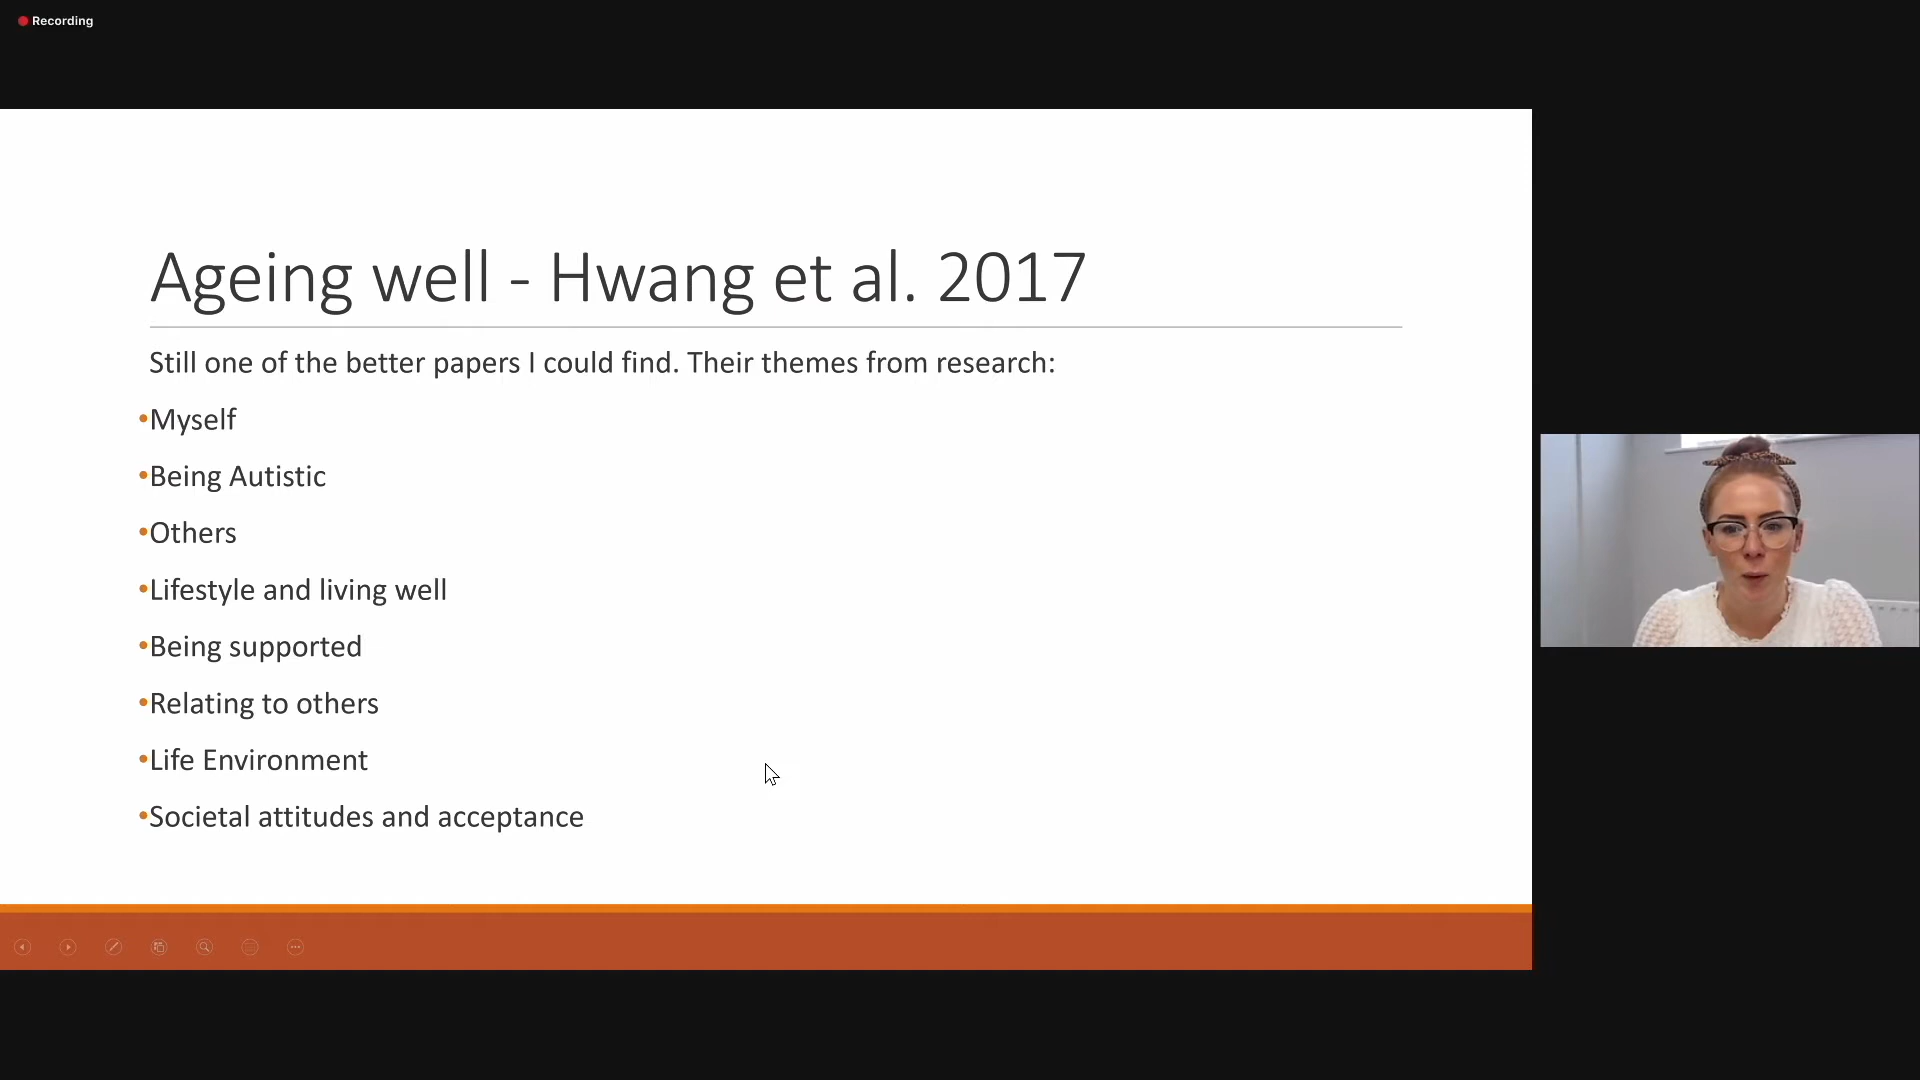 Recording
Ageing well - Hwang et al. 2017
Still one of the better papers I could find. Their themes from research:
•Myself
•Being Autistic
•Others
•Lifestyle and living well
•Being supported
•Relating to others
•Life Environment
•Societal attitudes and acceptance